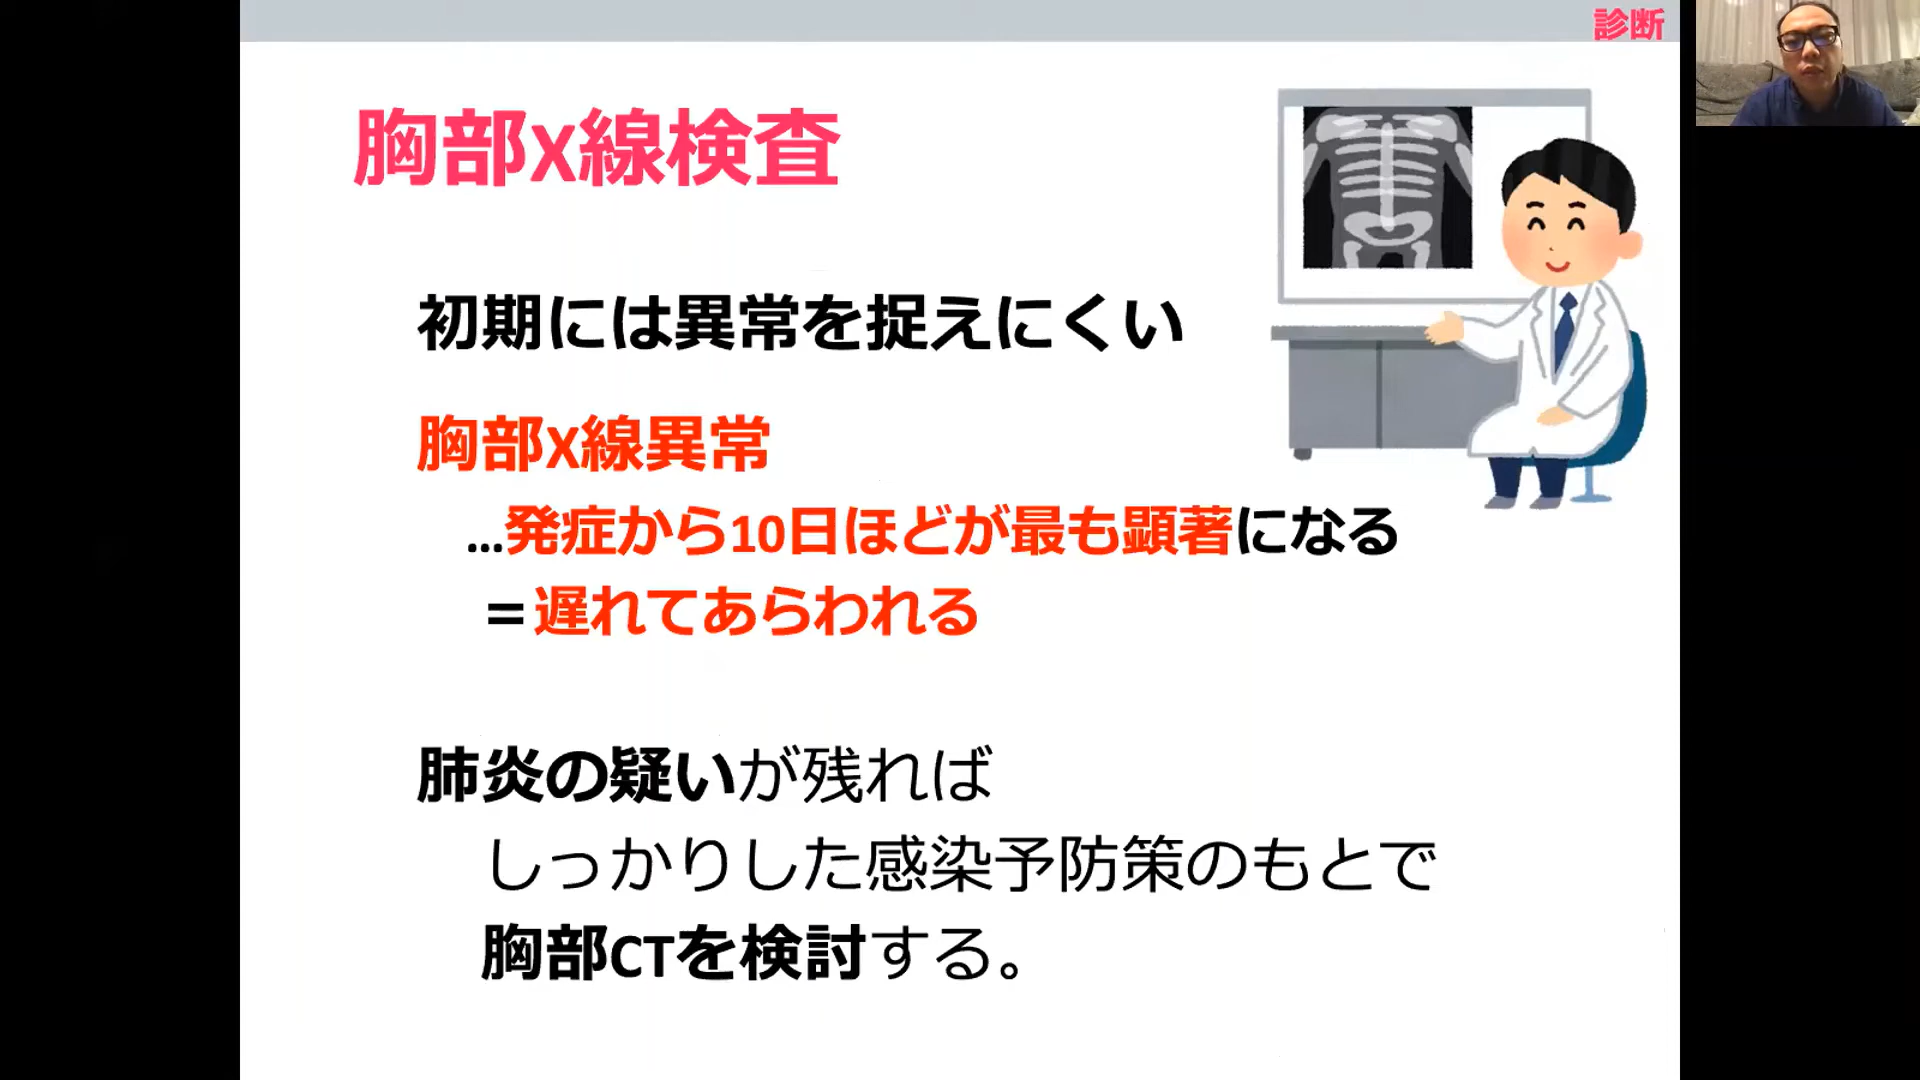 診断
胸部X線検査
初期には異常を捉えにくい
胸部X線異常
…発症から10日ほどが最も顕著になる
＝遅れてあらわれる
肺炎の疑いが残れば
しっかりした感染予防策のもとで
胸部CTを検討する。